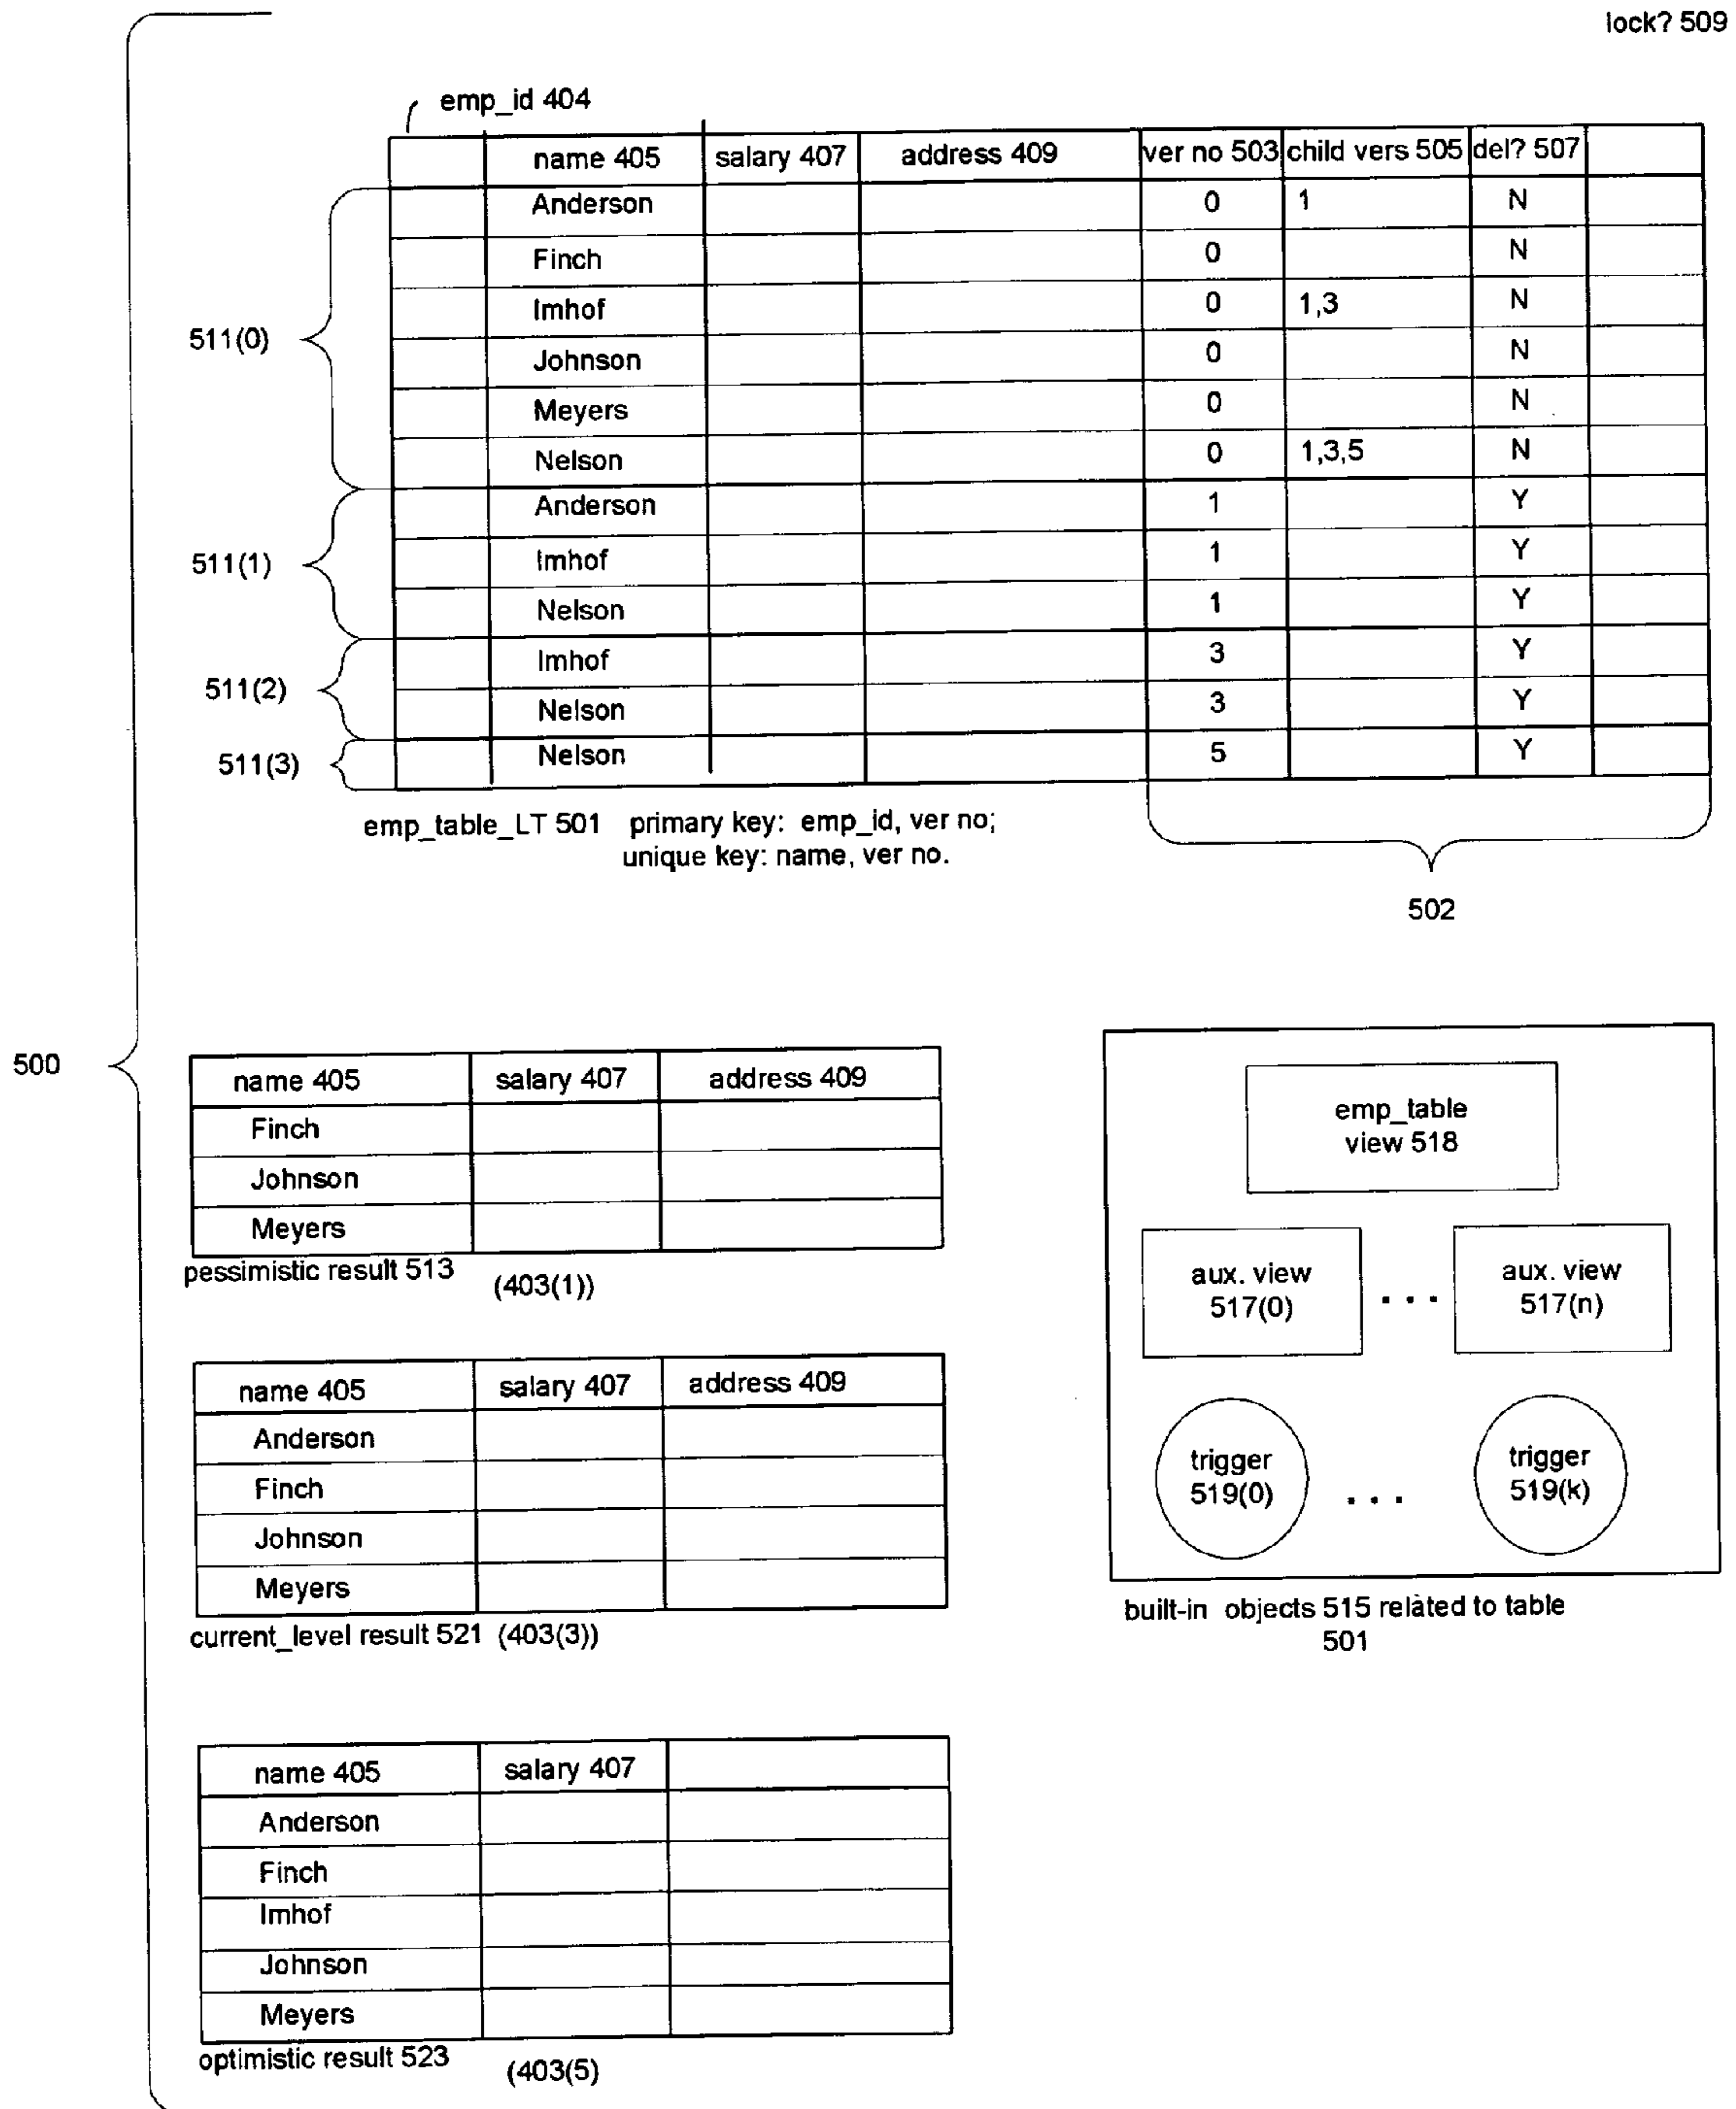 lock? 509
emp_id 404
name 405 salary 407 address 409 ver no 503 child vers 505 del? 507
Anderson 0 1 N
Finch 0 N
Imhof 0 1,3 N
Johnson 0 N
Meyers 0 N
Nelson 0 1,3,5 N
511(0)
Anderson 1 Y
Imhof 1 Y
Nelson 1 Y
511(1)
Imhof 3 Y
Nelson 3 Y
511(2)
Nelson 5 Y
511(3)
emp_table_LT 501 primary key: emp_id, ver no;
unique key: name, ver no.
502
500
name 405 salary 407 address 409
Finch
Johnson
Meyers
pessimistic result 513 (403(1))
name 405 salary 407 address 409
Anderson
Finch
Johnson
Meyers
current_level result 521 (403(3))
name 405 salary 407
Anderson
Finch
Imhof
Johnson
Meyers
optimistic result 523 (403(5)
emp_table
view 518
aux. view
517(0)
. . .
aux. view
517(n)
trigger
519(0)
. . .
trigger
519(k)
built-in objects 515 related to table
501